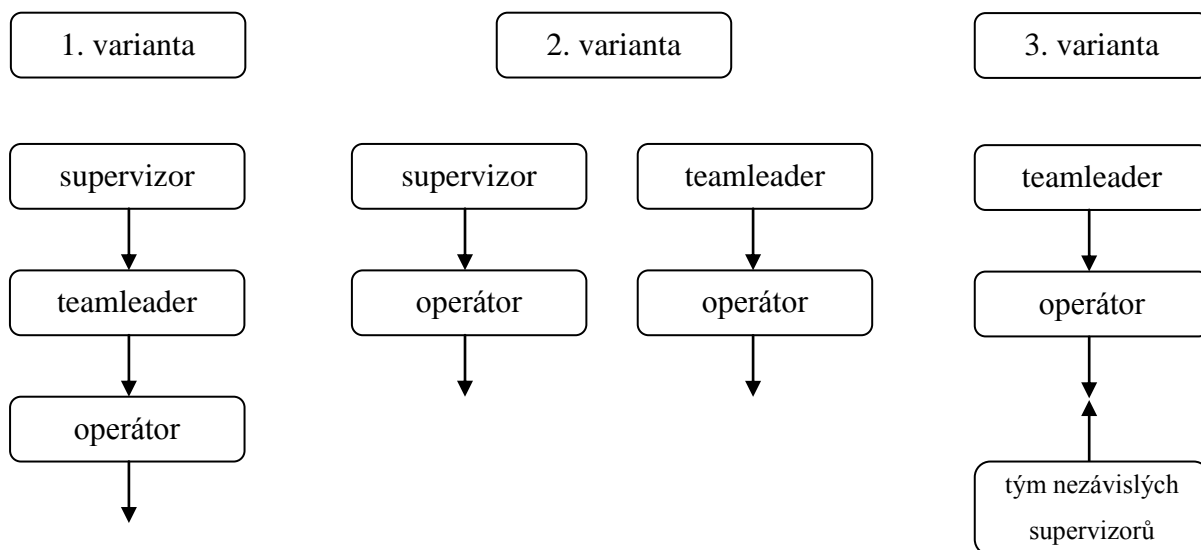 1. varianta
2. varianta
3. varianta
supervizor
supervizor
teamleader
teamleader
teamleader
operátor
operátor
operátor
operátor
tým nezávislých
supervizorů